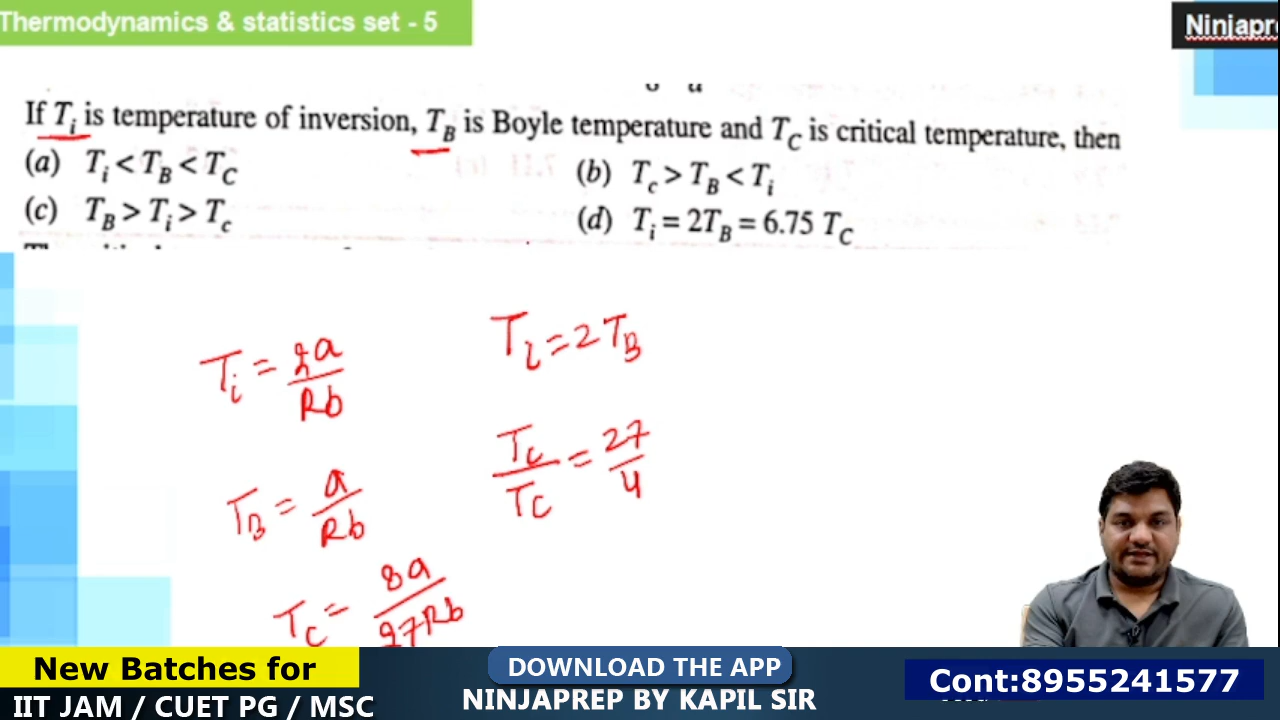 Thermodynamics & statistics set - 5
Ninjapr
If T_i is temperature of inversion, T_B is Boyle temperature and T_C is critical temperature, then
(a) T_i < T_B < T_C
(b) T_c > T_B < T_i
(c) T_B > T_i > T_c
(d) T_i = 2T_B = 6.75 T_C
T_i = 2a/Rb
T_i = 2T_B
T_B = a/Rb
T_i/T_C = 27/4
T_C = 8a/27Rb
New Batches for
IIT JAM / CUET PG / MSC
DOWNLOAD THE APP
NINJAPREP BY KAPIL SIR
Cont:8955241577